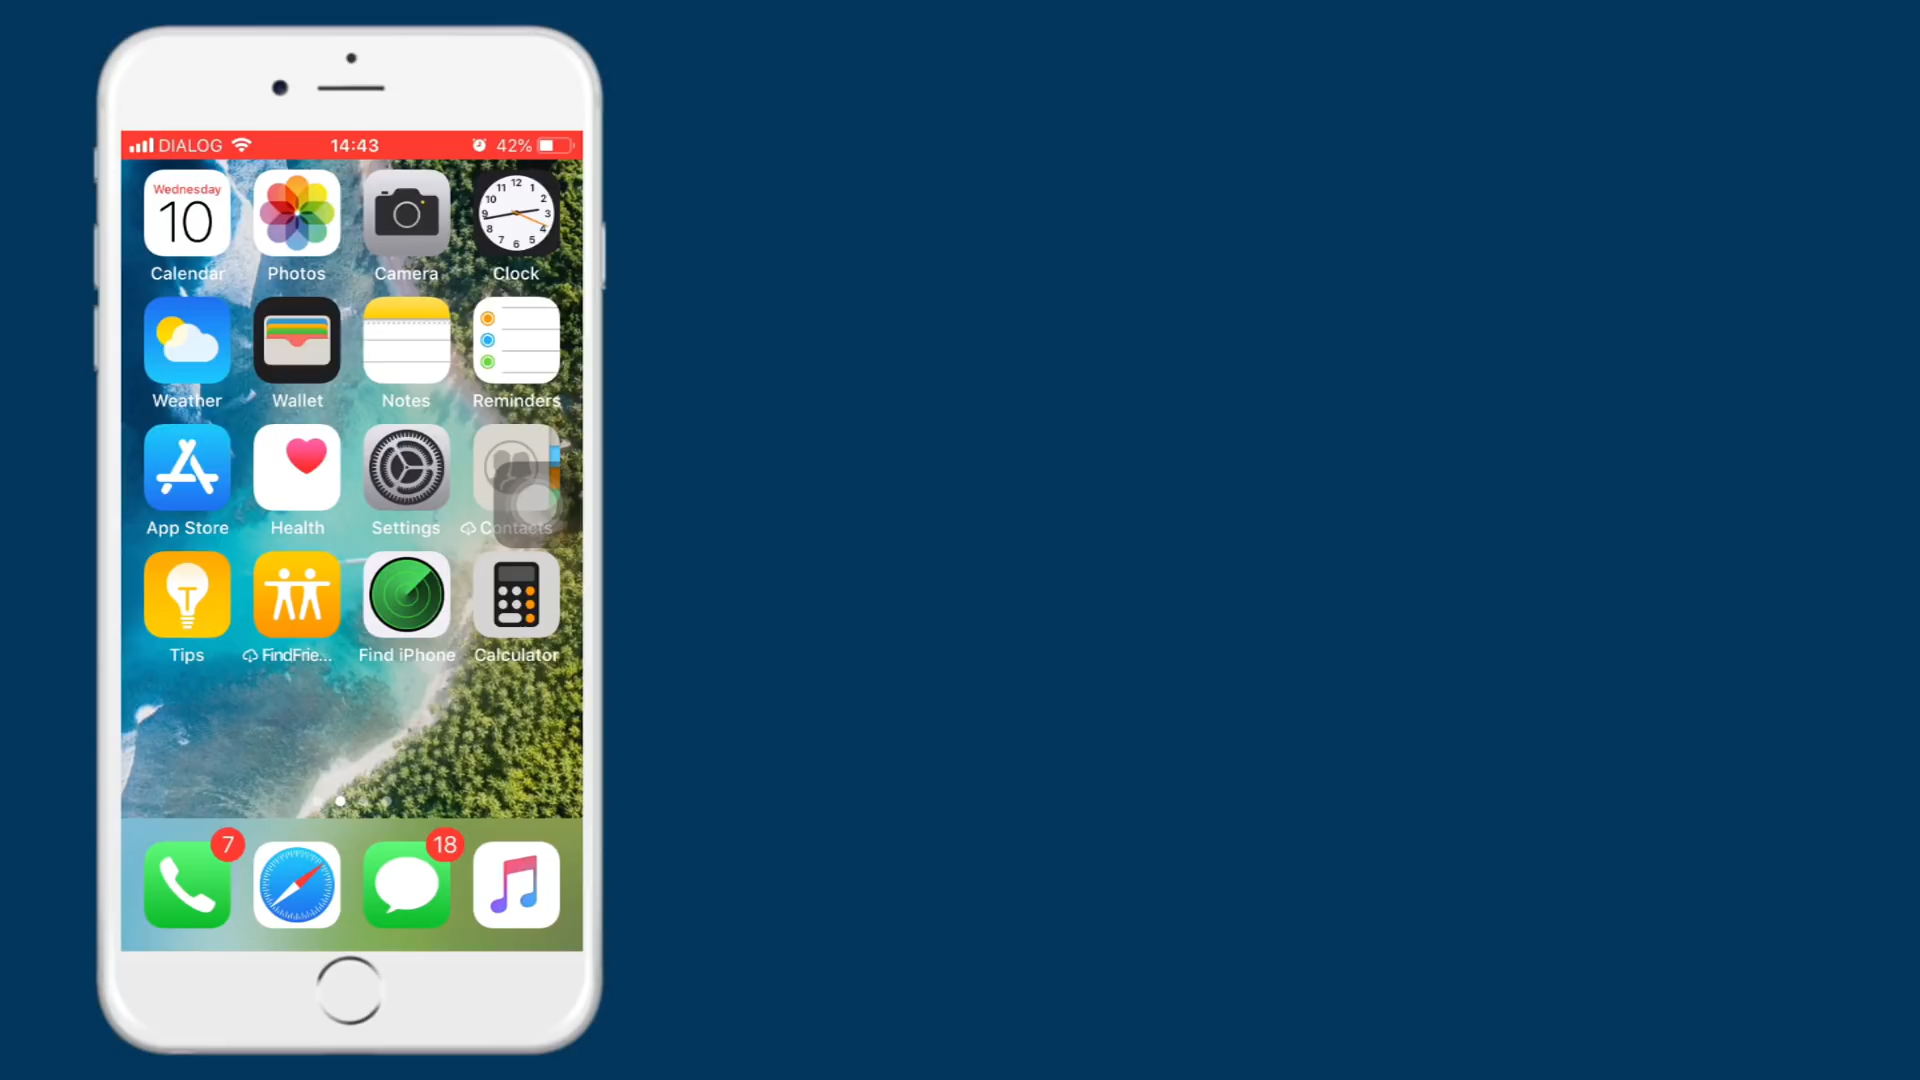 DIALOG 14:43 42%
Wednesday
10
Calendar Photos Camera Clock
Weather Wallet Notes Reminders
App Store Health Settings Contacts
Tips FindFrie... Find iPhone Calculator
7 18